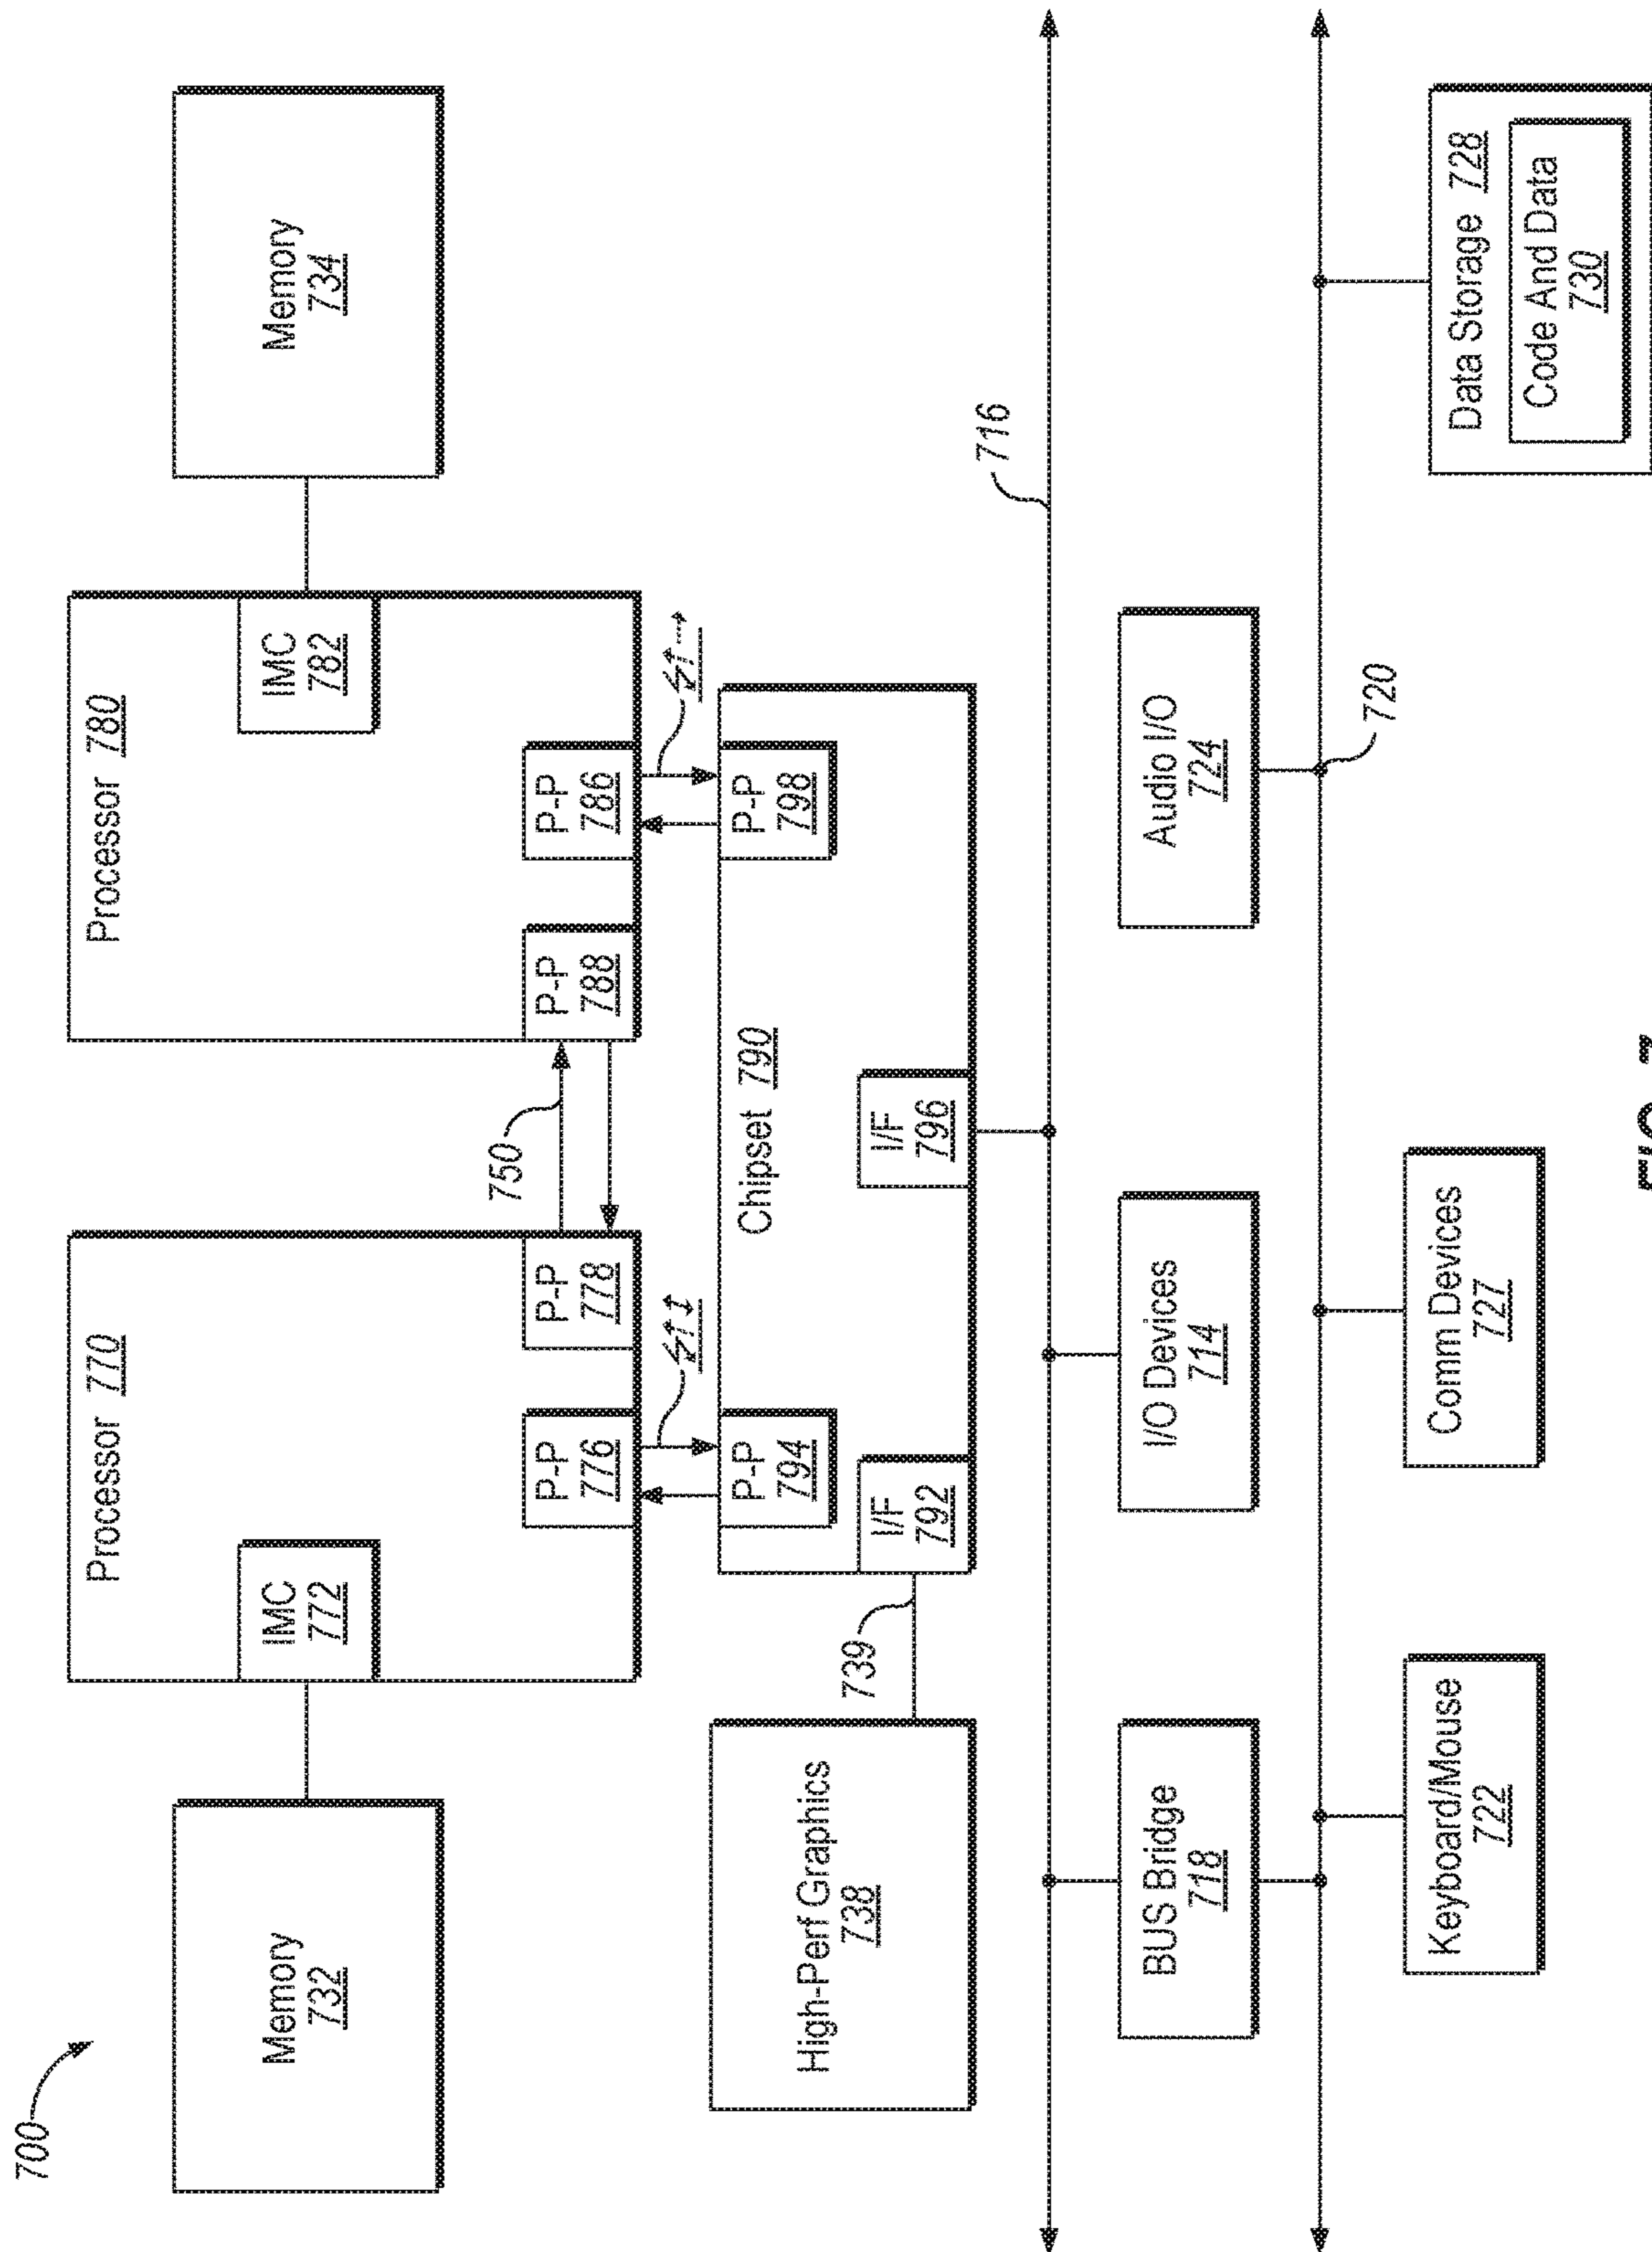 700
Memory
732
Processor 770
IMC
772
P-P
776
P-P
778
750
Processor 780
IMC
782
P-P
788
P-P
786
Memory
734
High-Perf Graphics
738
739
Chipset 790
P-P
794
P-P
798
I/F
792
I/F
796
716
BUS Bridge
718
I/O Devices
714
Audio I/O
724
720
Keyboard/Mouse
722
Comm Devices
727
Data Storage 728
Code And Data
730